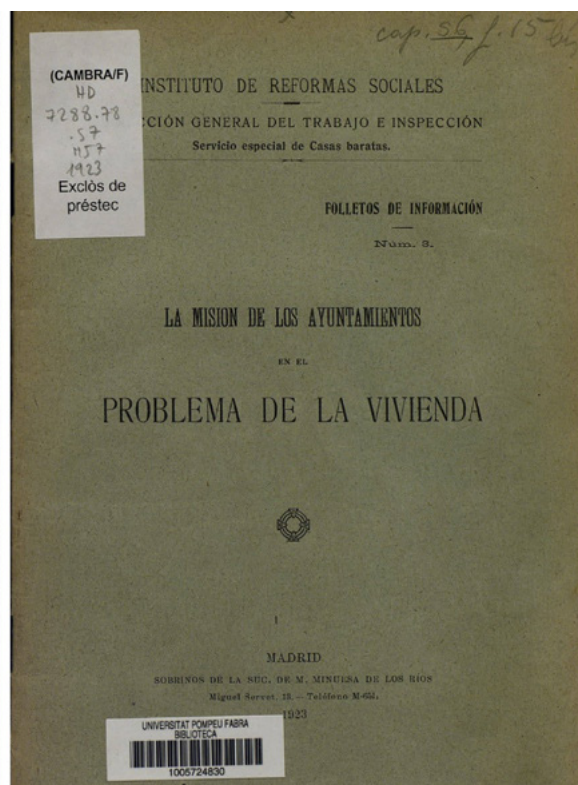 cap. 56, f. 15
(CAMBRA/F)
HD
7288.78
.S7
M57
1923
Exclòs de
préstec
INSTITUTO DE REFORMAS SOCIALES
CCIÓN GENERAL DEL TRABAJO E INSPECCIÓN
Servicio especial de Casas baratas.
FOLLETOS DE INFORMACIÓN
Núm. 3.
LA MISION DE LOS AYUNTAMIENTOS
EN EL
PROBLEMA DE LA VIVIENDA
MADRID
SOBRINOS DE LA SUC. DE M. MINUESA DE LOS RIOS
Miguel Servet, 13. — Teléfono M-651.
1923
UNIVERSITAT POMPEU FABRA
BIBLIOTECA
1005724830